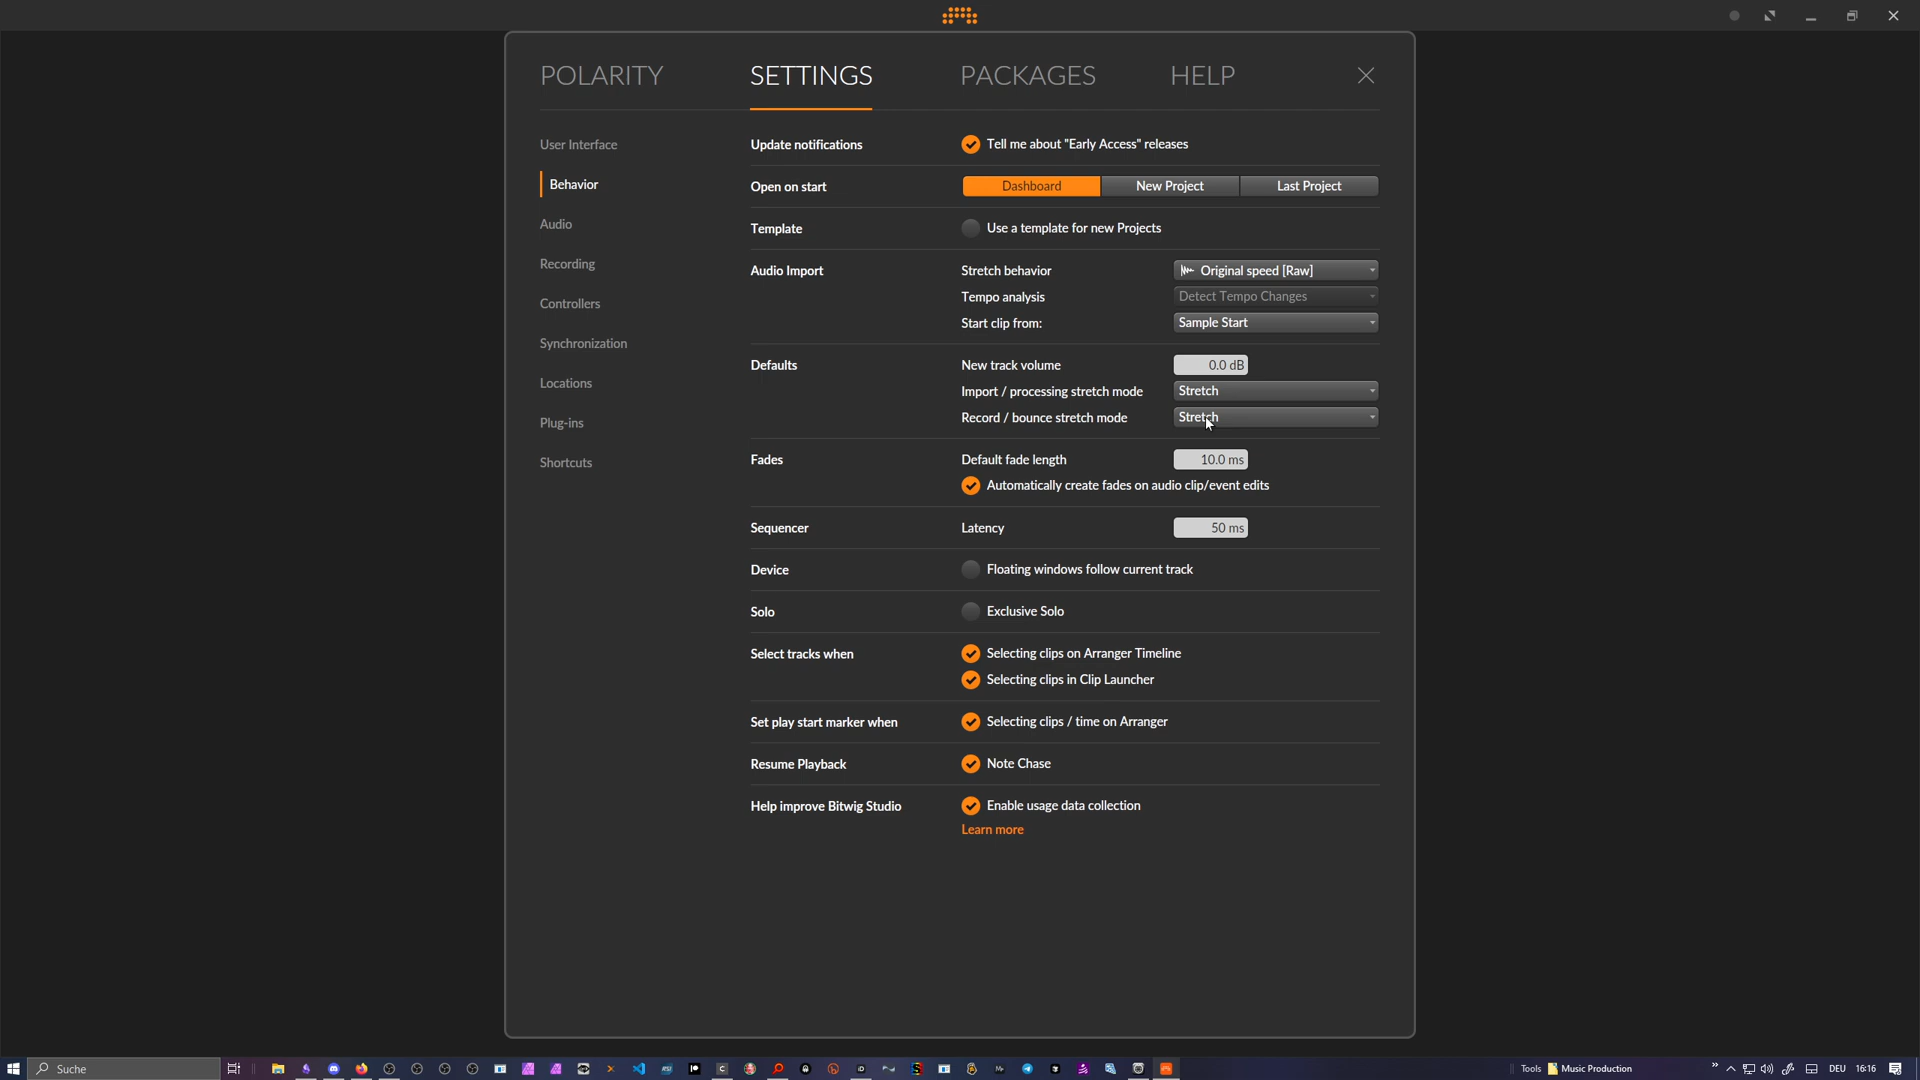 POLARITY SETTINGS PACKAGES HELP
User Interface
Behavior
Audio
Recording
Controllers
Synchronization
Locations
Plug-ins
Shortcuts
Update notifications Tell me about "Early Access" releases
Open on start Dashboard New Project Last Project
Template Use a template for new Projects
Audio Import Stretch behavior Original speed [Raw]
Tempo analysis Detect Tempo Changes
Start clip from: Sample Start
Defaults New track volume 0.0 dB
Import / processing stretch mode Stretch
Record / bounce stretch mode Stretch
Fades Default fade length 10.0 ms
Automatically create fades on audio clip/event edits
Sequencer Latency 50 ms
Device Floating windows follow current track
Solo Exclusive Solo
Select tracks when Selecting clips on Arranger Timeline
Selecting clips in Clip Launcher
Set play start marker when Selecting clips / time on Arranger
Resume Playback Note Chase
Help improve Bitwig Studio Enable usage data collection
Learn more
Suche Tools Music Production DEU 16:16